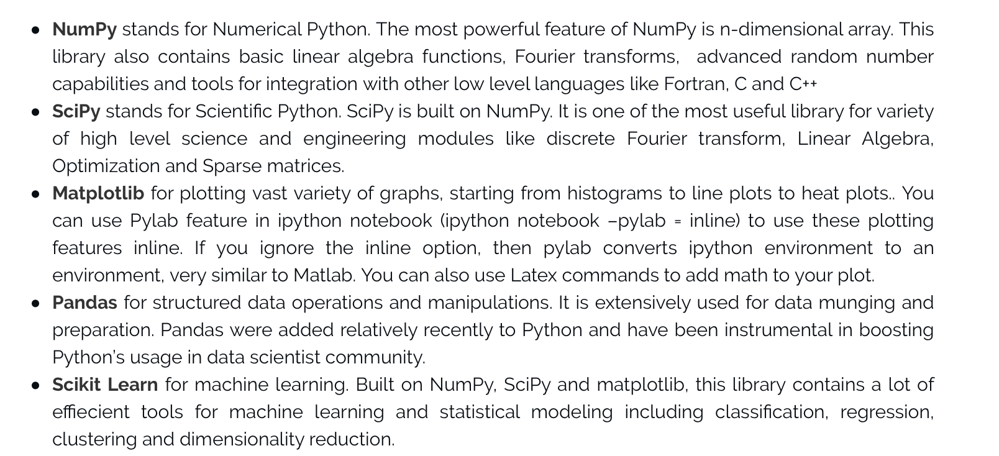 ● NumPy stands for Numerical Python. The most powerful feature of NumPy is n-dimensional array. This
library also contains basic linear algebra functions, Fourier transforms,  advanced random number
capabilities and tools for integration with other low level languages like Fortran, C and C++
● SciPy stands for Scientific Python. SciPy is built on NumPy. It is one of the most useful library for variety
of high level science and engineering modules like discrete Fourier transform, Linear Algebra,
Optimization and Sparse matrices.
● Matplotlib for plotting vast variety of graphs, starting from histograms to line plots to heat plots.. You
can use Pylab feature in ipython notebook (ipython notebook –pylab = inline) to use these plotting
features inline. If you ignore the inline option, then pylab converts ipython environment to an
environment, very similar to Matlab. You can also use Latex commands to add math to your plot.
● Pandas for structured data operations and manipulations. It is extensively used for data munging and
preparation. Pandas were added relatively recently to Python and have been instrumental in boosting
Python’s usage in data scientist community.
● Scikit Learn for machine learning. Built on NumPy, SciPy and matplotlib, this library contains a lot of
effiecient tools for machine learning and statistical modeling including classification, regression,
clustering and dimensionality reduction.